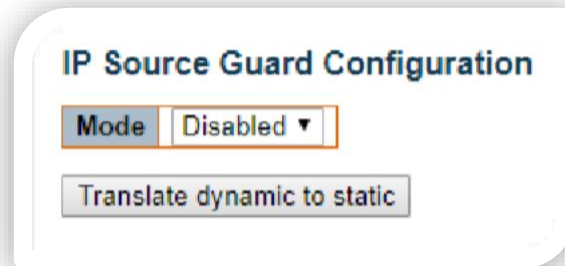 IP Source Guard Configuration
Mode Disabled
Translate dynamic to static